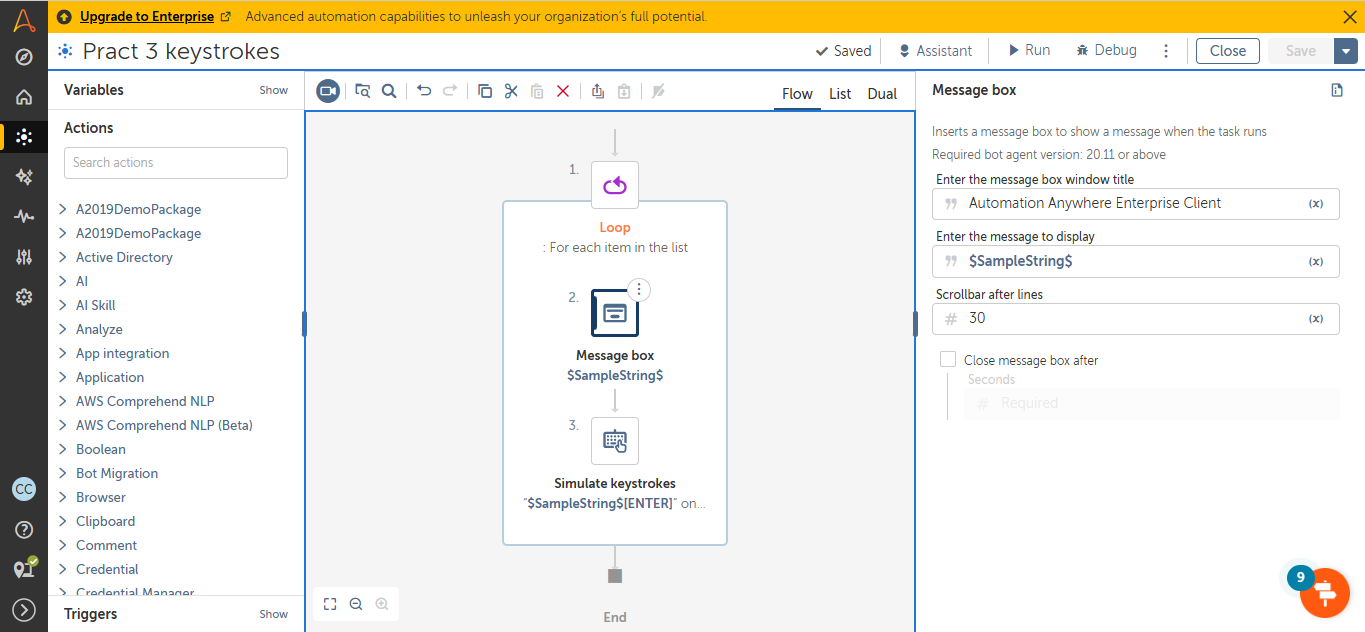 Upgrade to Enterprise Advanced automation capabilities to unleash your organization's full potential.
Pract 3 keystrokes
Saved Assistant Run Debug Close Save
Variables Show
Actions
Search actions
A2019DemoPackage
A2019DemoPackage
Active Directory
AI
AI Skill
Analyze
App integration
Application
AWS Comprehend NLP
AWS Comprehend NLP (Beta)
Boolean
Bot Migration
Browser
Clipboard
Comment
Credential
Credential Manager
Triggers Show
CC
Flow List Dual
1.
Loop
: For each item in the list
2.
Message box
$SampleString$
3.
Simulate keystrokes
"$SampleString$[ENTER]" on...
End
Message box
Inserts a message box to show a message when the task runs
Required bot agent version: 20.11 or above
Enter the message box window title
Automation Anywhere Enterprise Client (x)
Enter the message to display
$SampleString$ (x)
Scrollbar after lines
# 30 (x)
Close message box after
Seconds
# Required
9